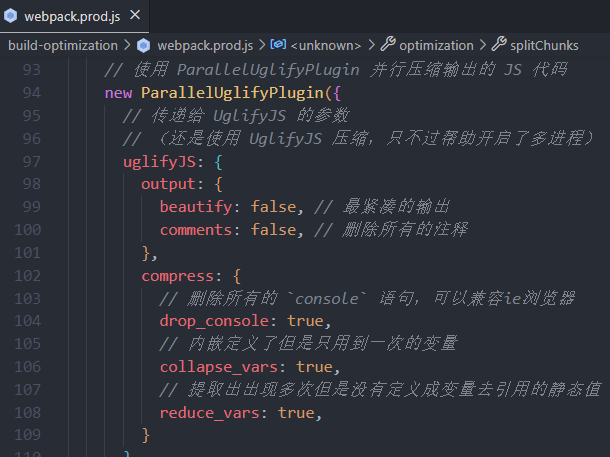 webpack.prod.js
build-optimization > webpack.prod.js > <unknown> > optimization > splitChunks
93 // 使用 ParallelUglifyPlugin 并行压缩输出的 JS 代码
94 new ParallelUglifyPlugin({
95 // 传递给 UglifyJS 的参数
96 // （还是使用 UglifyJS 压缩，只不过帮助开启了多进程）
97 uglifyJS: {
98 output: {
99 beautify: false, // 最紧凑的输出
100 comments: false, // 删除所有的注释
101 },
102 compress: {
103 // 删除所有的 `console` 语句，可以兼容ie浏览器
104 drop_console: true,
105 // 内嵌定义了但是只用到一次的变量
106 collapse_vars: true,
107 // 提取出出现多次但是没有定义成变量去引用的静态值
108 reduce_vars: true,
109 }
110 }